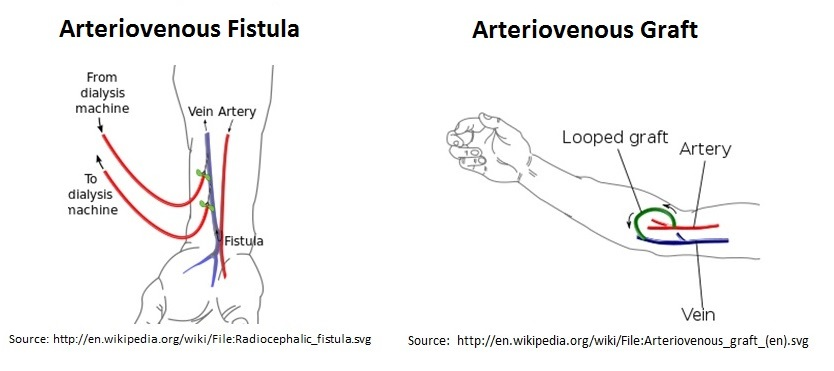 Arteriovenous Fistula
From
dialysis
machine
Vein Artery
To
dialysis
machine
Fistula
Source: http://en.wikipedia.org/wiki/File:Radiocephalic_fistula.svg
Arteriovenous Graft
Looped graft
Artery
Vein
Source: http://en.wikipedia.org/wiki/File:Arteriovenous_graft_(en).svg